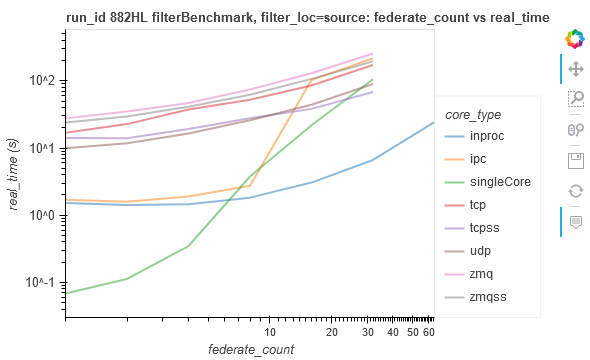 run_id 882HL filterBenchmark, filter_loc=source: federate_count vs real_time
real_time (s)
10^2
10^1
10^0
10^-1
10
20
30
40
50
60
federate_count
core_type
inproc
ipc
singleCore
tcp
tcpss
udp
zmq
zmqss